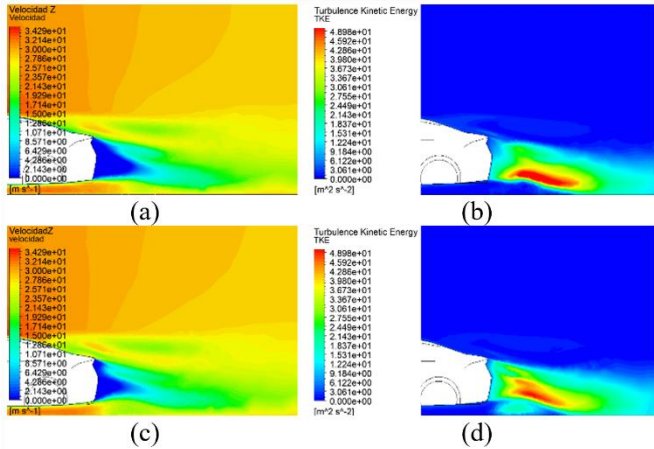 Velocidad Z
Velocidad
3.429e+01
3.214e+01
3.000e+01
2.786e+01
2.571e+01
2.357e+01
2.143e+01
1.929e+01
1.714e+01
1.500e+01
1.286e+01
1.071e+01
8.571e+00
6.429e+00
4.286e+00
2.143e+00
0.000e+00
[m s^-1]
(a)
Turbulence Kinetic Energy
TKE
4.898e+01
4.592e+01
4.286e+01
3.980e+01
3.673e+01
3.367e+01
3.061e+01
2.755e+01
2.449e+01
2.143e+01
1.837e+01
1.531e+01
1.224e+01
9.184e+00
6.122e+00
3.061e+00
0.000e+00
[m^2 s^-2]
(b)
VelocidadZ
velocidad
3.429e+01
3.214e+01
3.000e+01
2.786e+01
2.571e+01
2.357e+01
2.143e+01
1.929e+01
1.714e+01
1.500e+01
1.286e+01
1.071e+01
8.571e+00
6.429e+00
4.286e+00
2.143e+00
0.000e+00
[m s^-1]
(c)
Turbulence Kinetic Energy
TKE
4.898e+01
4.592e+01
4.286e+01
3.980e+01
3.673e+01
3.367e+01
3.061e+01
2.755e+01
2.449e+01
2.143e+01
1.837e+01
1.531e+01
1.224e+01
9.184e+00
6.122e+00
3.061e+00
0.000e+00
[m^2 s^-2]
(d)